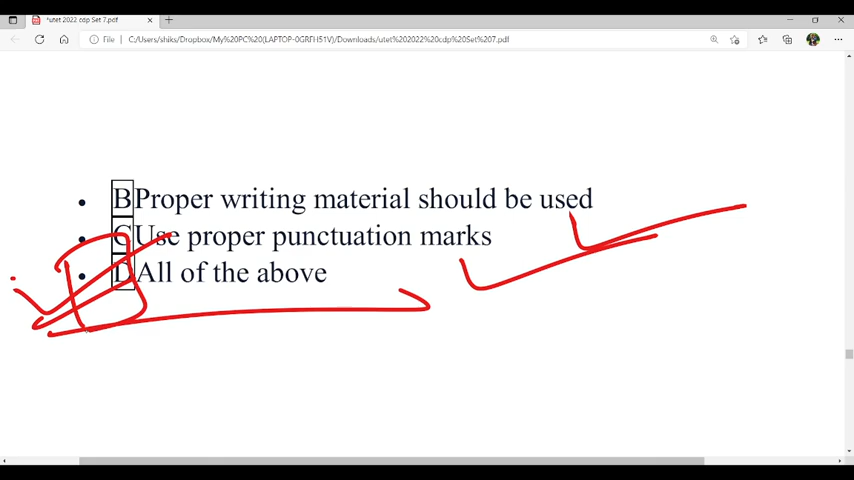 *utet 2022 cdp Set 7.pdf
File C:/Users/shiks/Dropbox/My%20PC%20(LAPTOP-0GRFH51V)/Downloads/utet%202022%20cdp%20Set%207.pdf
B Proper writing material should be used
C Use proper punctuation marks
D All of the above